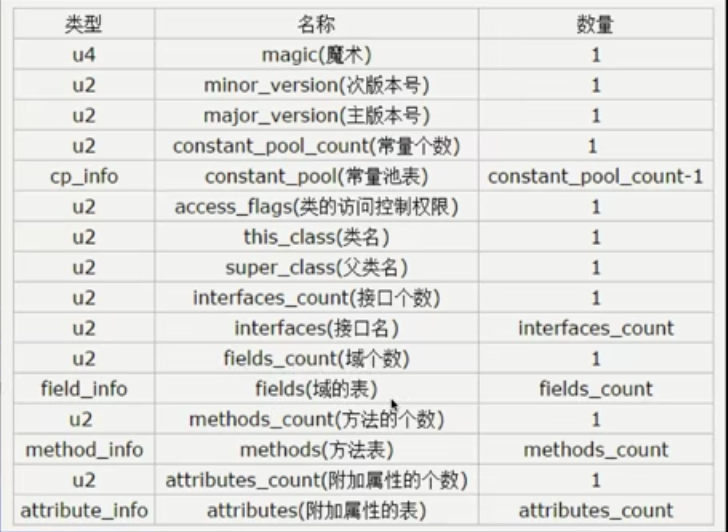 类型 名称 数量
u4 magic(魔术) 1
u2 minor_version(次版本号) 1
u2 major_version(主版本号) 1
u2 constant_pool_count(常量个数) 1
cp_info constant_pool(常量池表) constant_pool_count-1
u2 access_flags(类的访问控制权限) 1
u2 this_class(类名) 1
u2 super_class(父类名) 1
u2 interfaces_count(接口个数) 1
u2 interfaces(接口名) interfaces_count
u2 fields_count(域个数) 1
field_info fields(域的表) fields_count
u2 methods_count(方法的个数) 1
method_info methods(方法表) methods_count
u2 attributes_count(附加属性的个数) 1
attribute_info attributes(附加属性的表) attributes_count